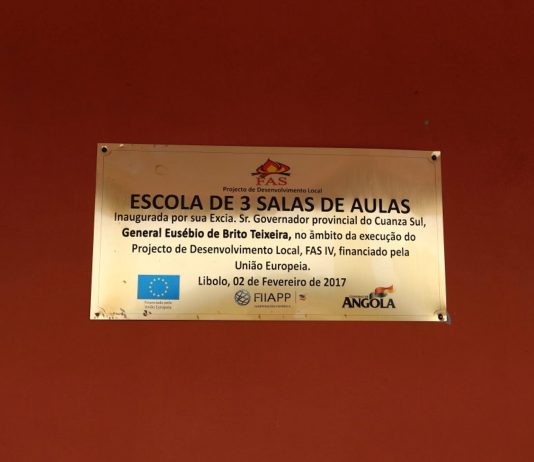 FAS
Projecto de Desenvolvimento Local
ESCOLA DE 3 SALAS DE AULAS
Inaugurada por sua Excia. Sr. Governador provincial do Cuanza Sul,
General Eusébio de Brito Teixeira, no âmbito da execução do
Projecto de Desenvolvimento Local, FAS IV, financiado pela
União Europeia.
Libolo, 02 de Fevereiro de 2017
Financiado pela
União Europeia
FIIAPP
ANGOLA